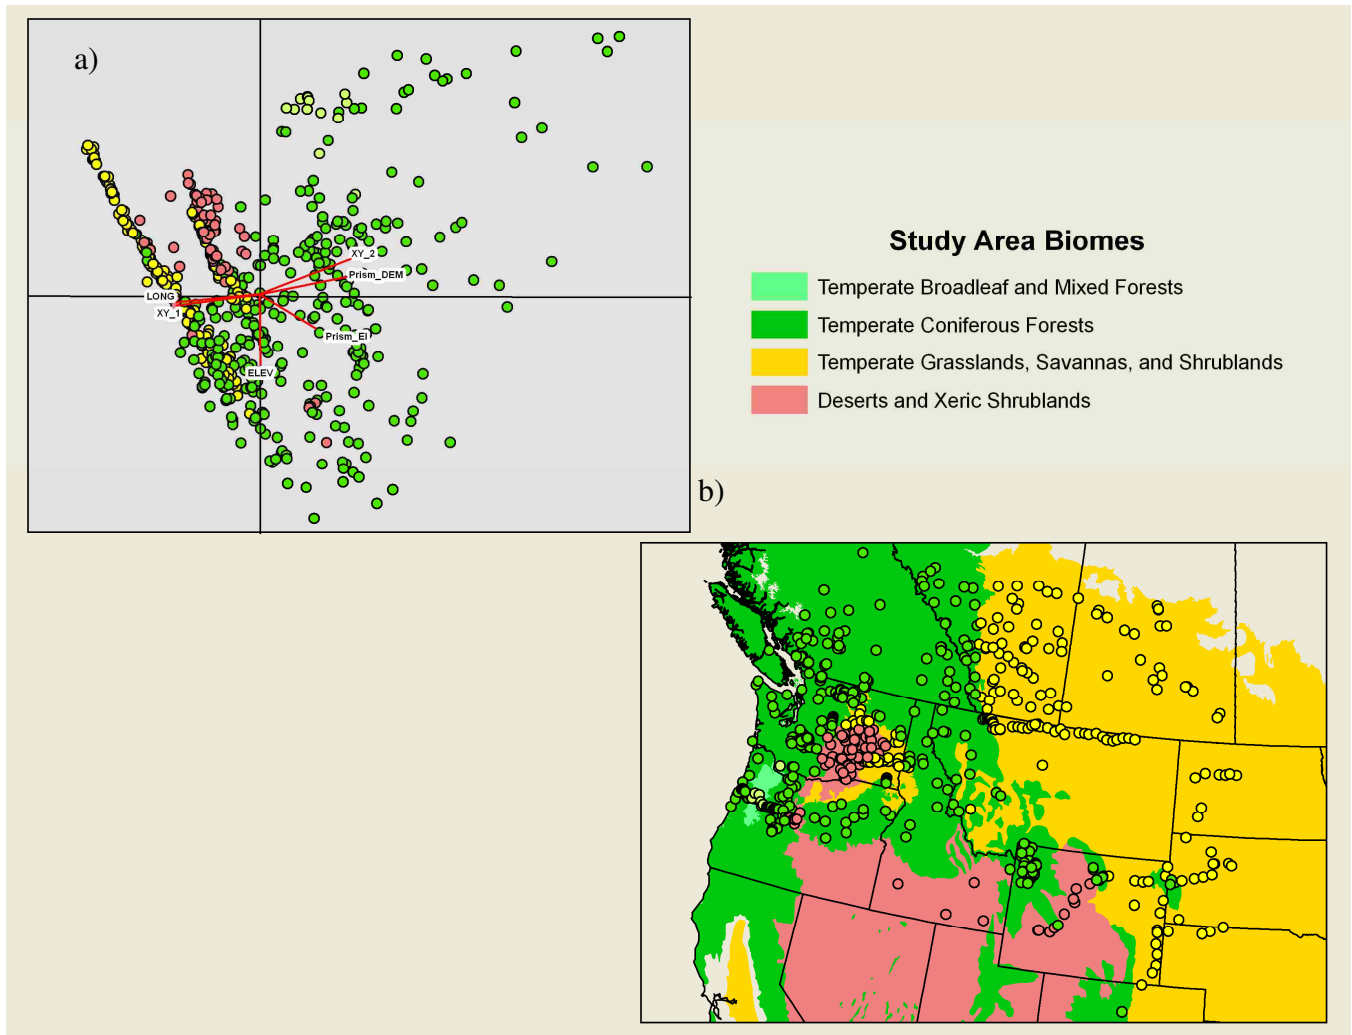 a)
XY_2
Prism_DEM
LONG
XY_1
Prism_EI
ELEV
Study Area Biomes
Temperate Broadleaf and Mixed Forests
Temperate Coniferous Forests
Temperate Grasslands, Savannas, and Shrublands
Deserts and Xeric Shrublands
b)